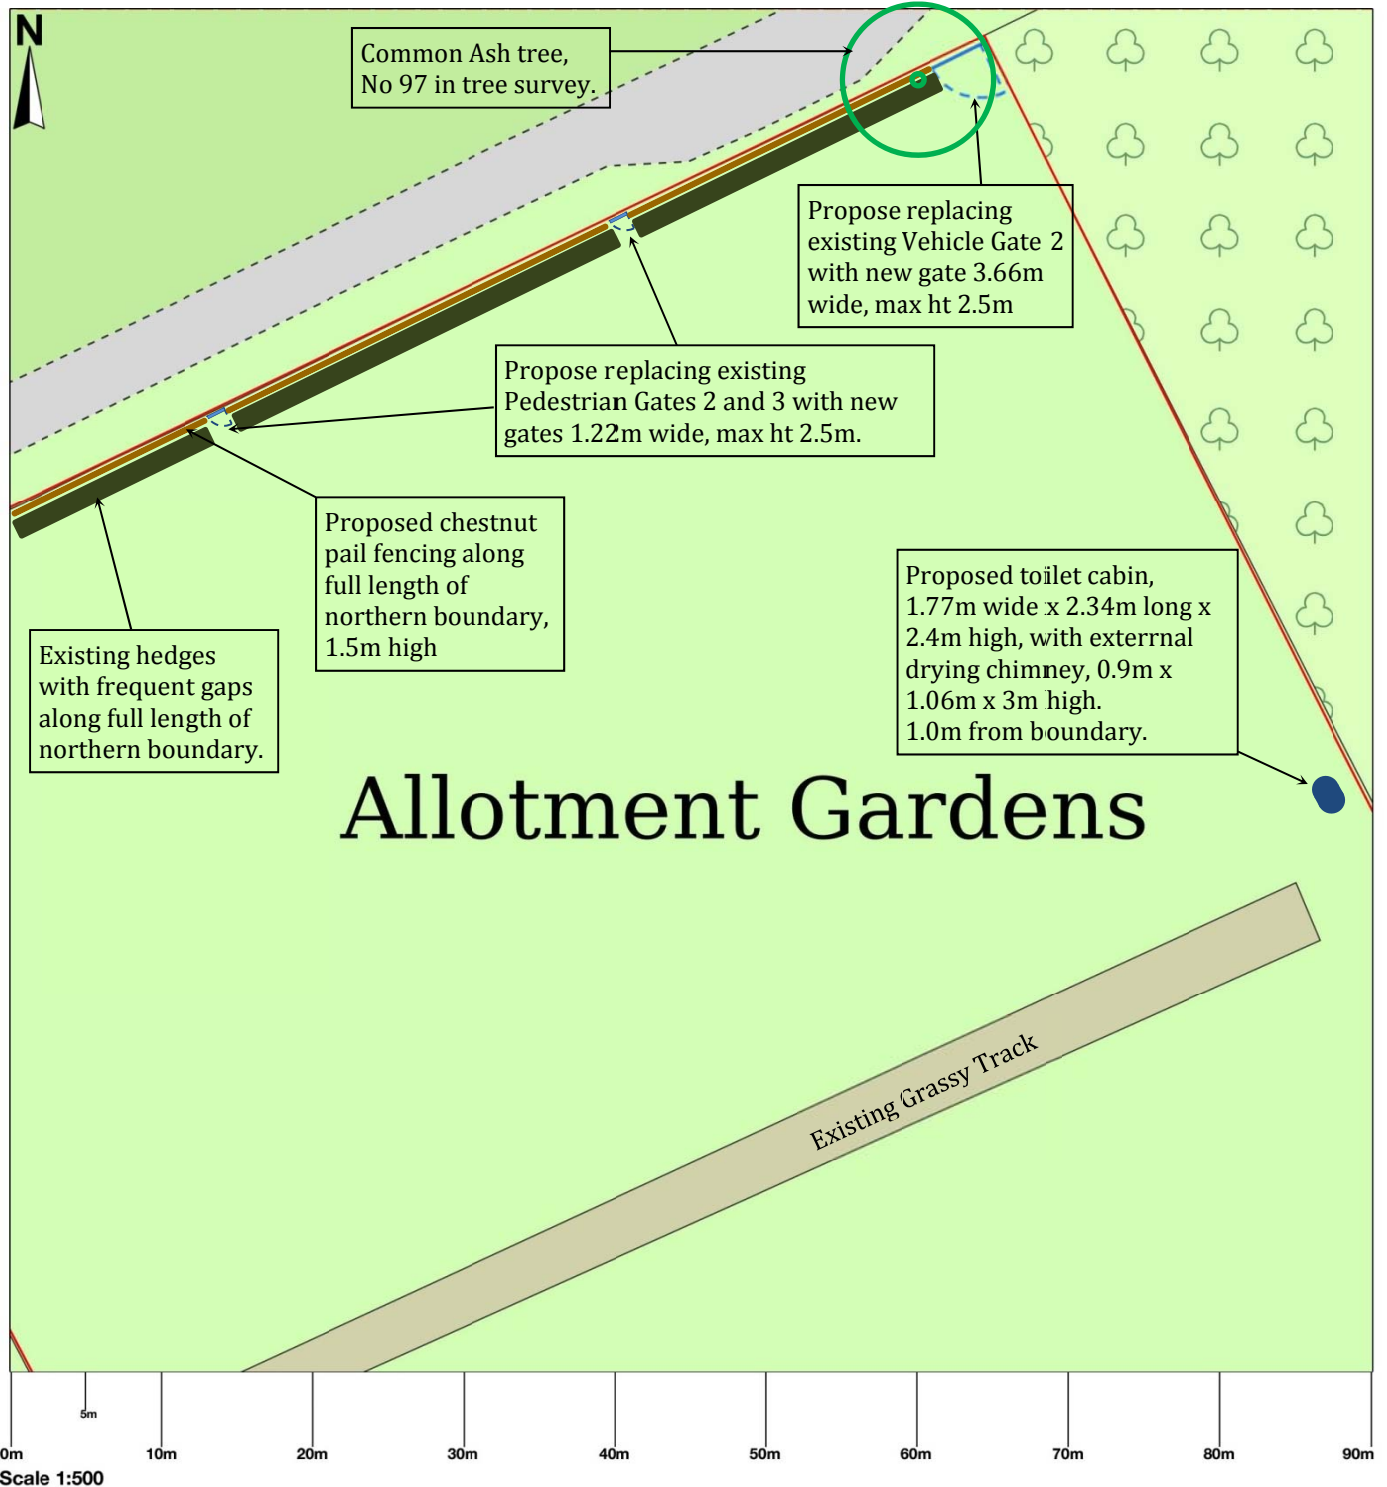 N
Common Ash tree,
No 97 in tree survey.
Propose replacing
existing Vehicle Gate 2
with new gate 3.66m
wide, max ht 2.5m
Propose replacing existing
Pedestrian Gates 2 and 3 with new
gates 1.22m wide, max ht 2.5m.
Proposed chestnut
pail fencing along
full length of
northern boundary,
1.5m high
Existing hedges
with frequent gaps
along full length of
northern boundary.
Proposed toilet cabin,
1.77m wide x 2.34m long x
2.4m high, with exterrnal
drying chimney, 0.9m x
1.06m x 3m high.
1.0m from boundary.
Allotment Gardens
Existing Grassy Track
5m
0m 10m 20m 30m 40m 50m 60m 70m 80m 90m
Scale 1:500